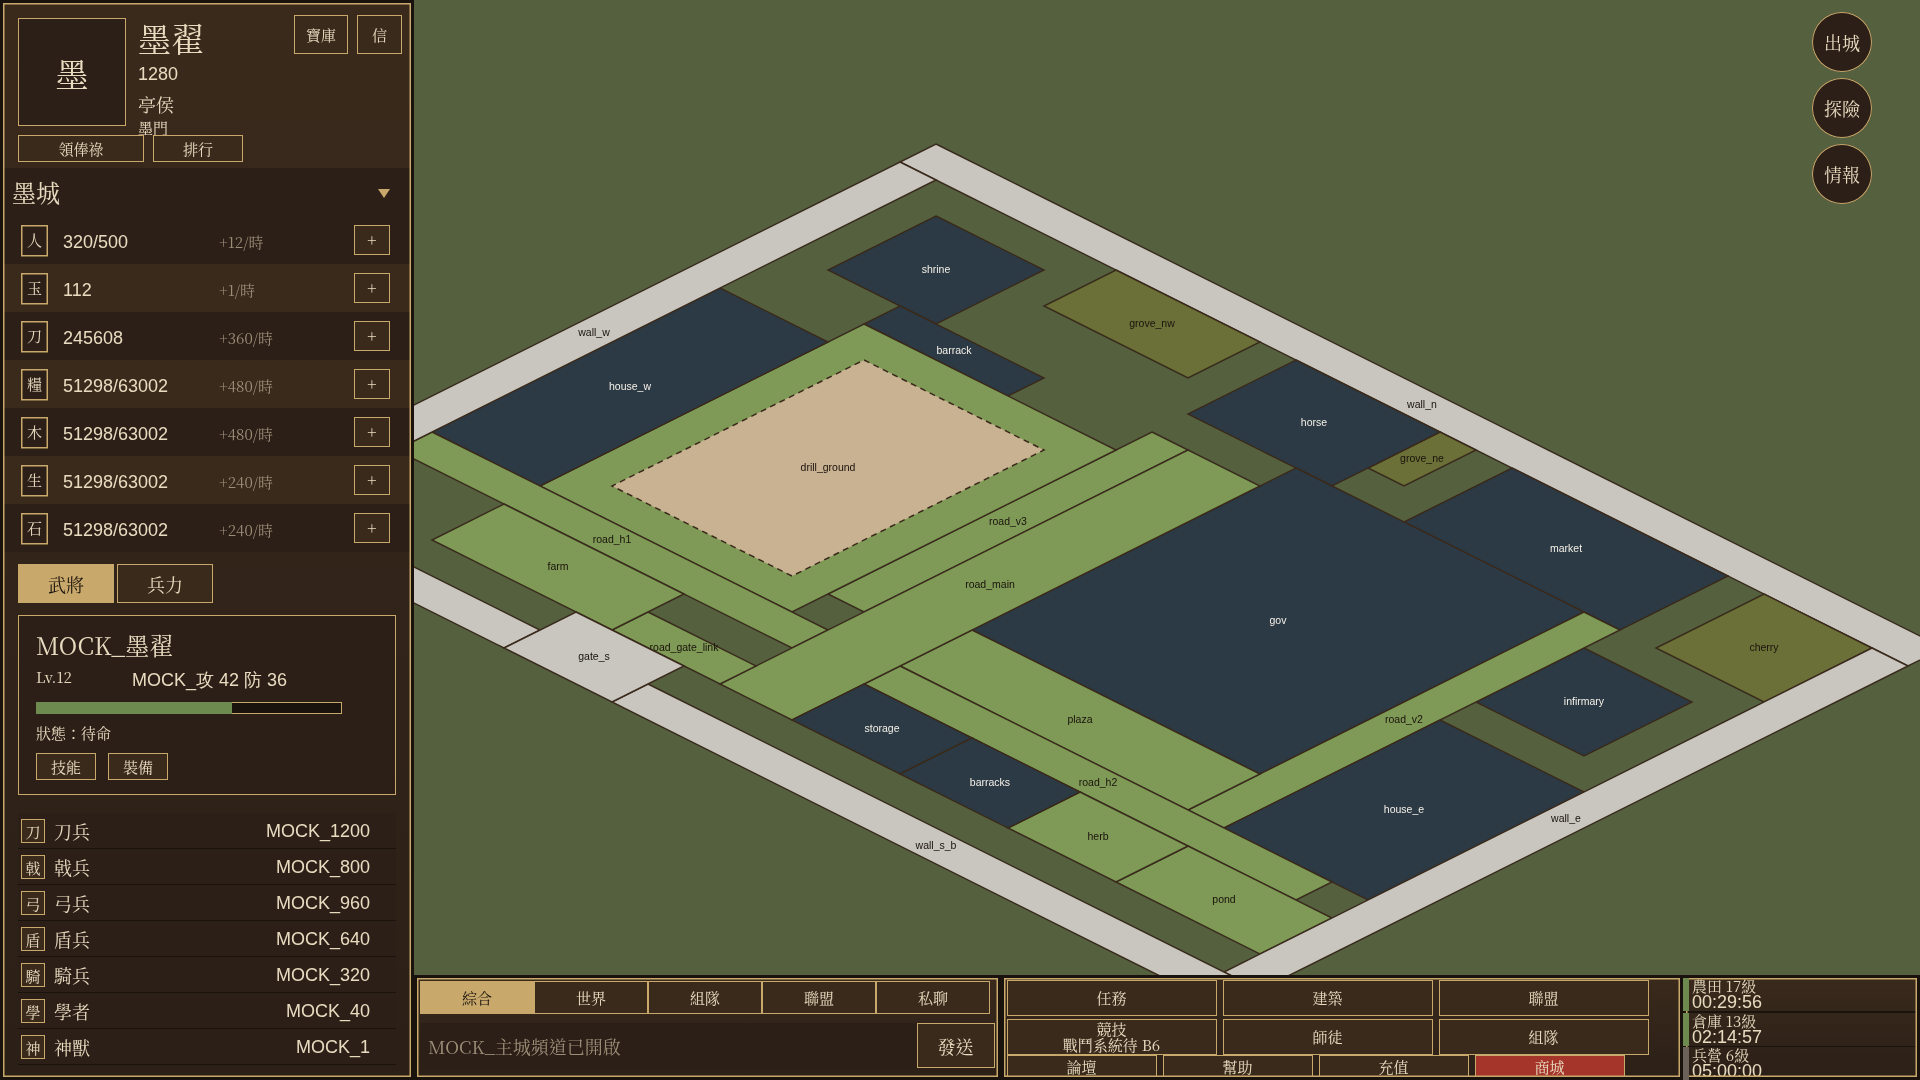 墨
墨翟
1280
亭侯
墨門
寶庫
信
領俸祿
排行
墨城
人 320/500 +12/時 +
玉 112 +1/時 +
刀 245608 +360/時 +
糧 51298/63002 +480/時 +
木 51298/63002 +480/時 +
生 51298/63002 +240/時 +
石 51298/63002 +240/時 +
武將 兵力
MOCK_墨翟
Lv.12 MOCK_攻 42 防 36
狀態：待命
技能 裝備
刀 刀兵 MOCK_1200
戟 戟兵 MOCK_800
弓 弓兵 MOCK_960
盾 盾兵 MOCK_640
騎 騎兵 MOCK_320
學 學者 MOCK_40
神 神獸 MOCK_1
出城
探險
情報
shrine
grove_nw
wall_w
barrack
house_w
wall_n
horse
grove_ne
drill_ground
road_v3
road_h1
market
farm
road_main
gov
road_gate_link
gate_s
cherry
infirmary
plaza
road_v2
storage
barracks
road_h2
house_e
wall_e
herb
wall_s_b
pond
綜合 世界 組隊 聯盟 私聊
MOCK_主城頻道已開啟
發送
任務 建築 聯盟
競技
戰鬥系統待 B6
師徒 組隊
論壇 幫助 充值 商城
農田 17級
00:29:56
倉庫 13級
02:14:57
兵營 6級
05:00:00